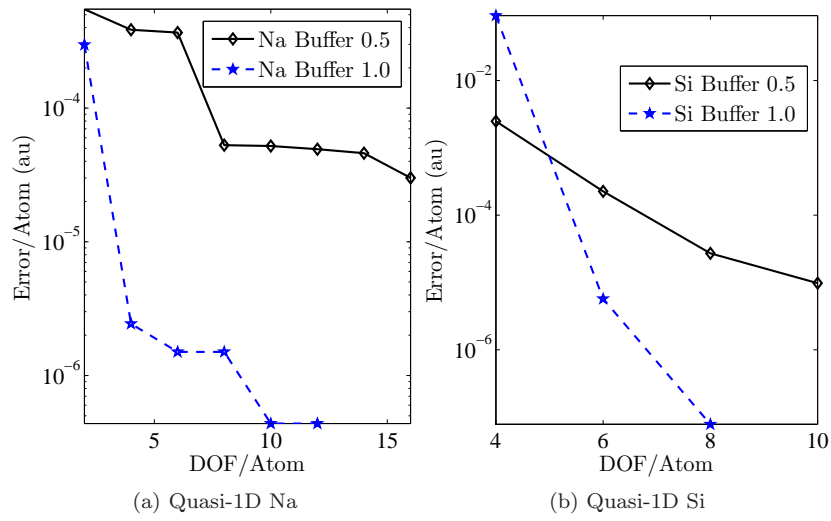 Na Buffer 0.5
Na Buffer 1.0
10⁻⁴
10⁻⁵
10⁻⁶
Error/Atom (au)
5 10 15
DOF/Atom
(a) Quasi-1D Na
Si Buffer 0.5
Si Buffer 1.0
10⁻²
10⁻⁴
10⁻⁶
Error/Atom (au)
4 6 8 10
DOF/Atom
(b) Quasi-1D Si